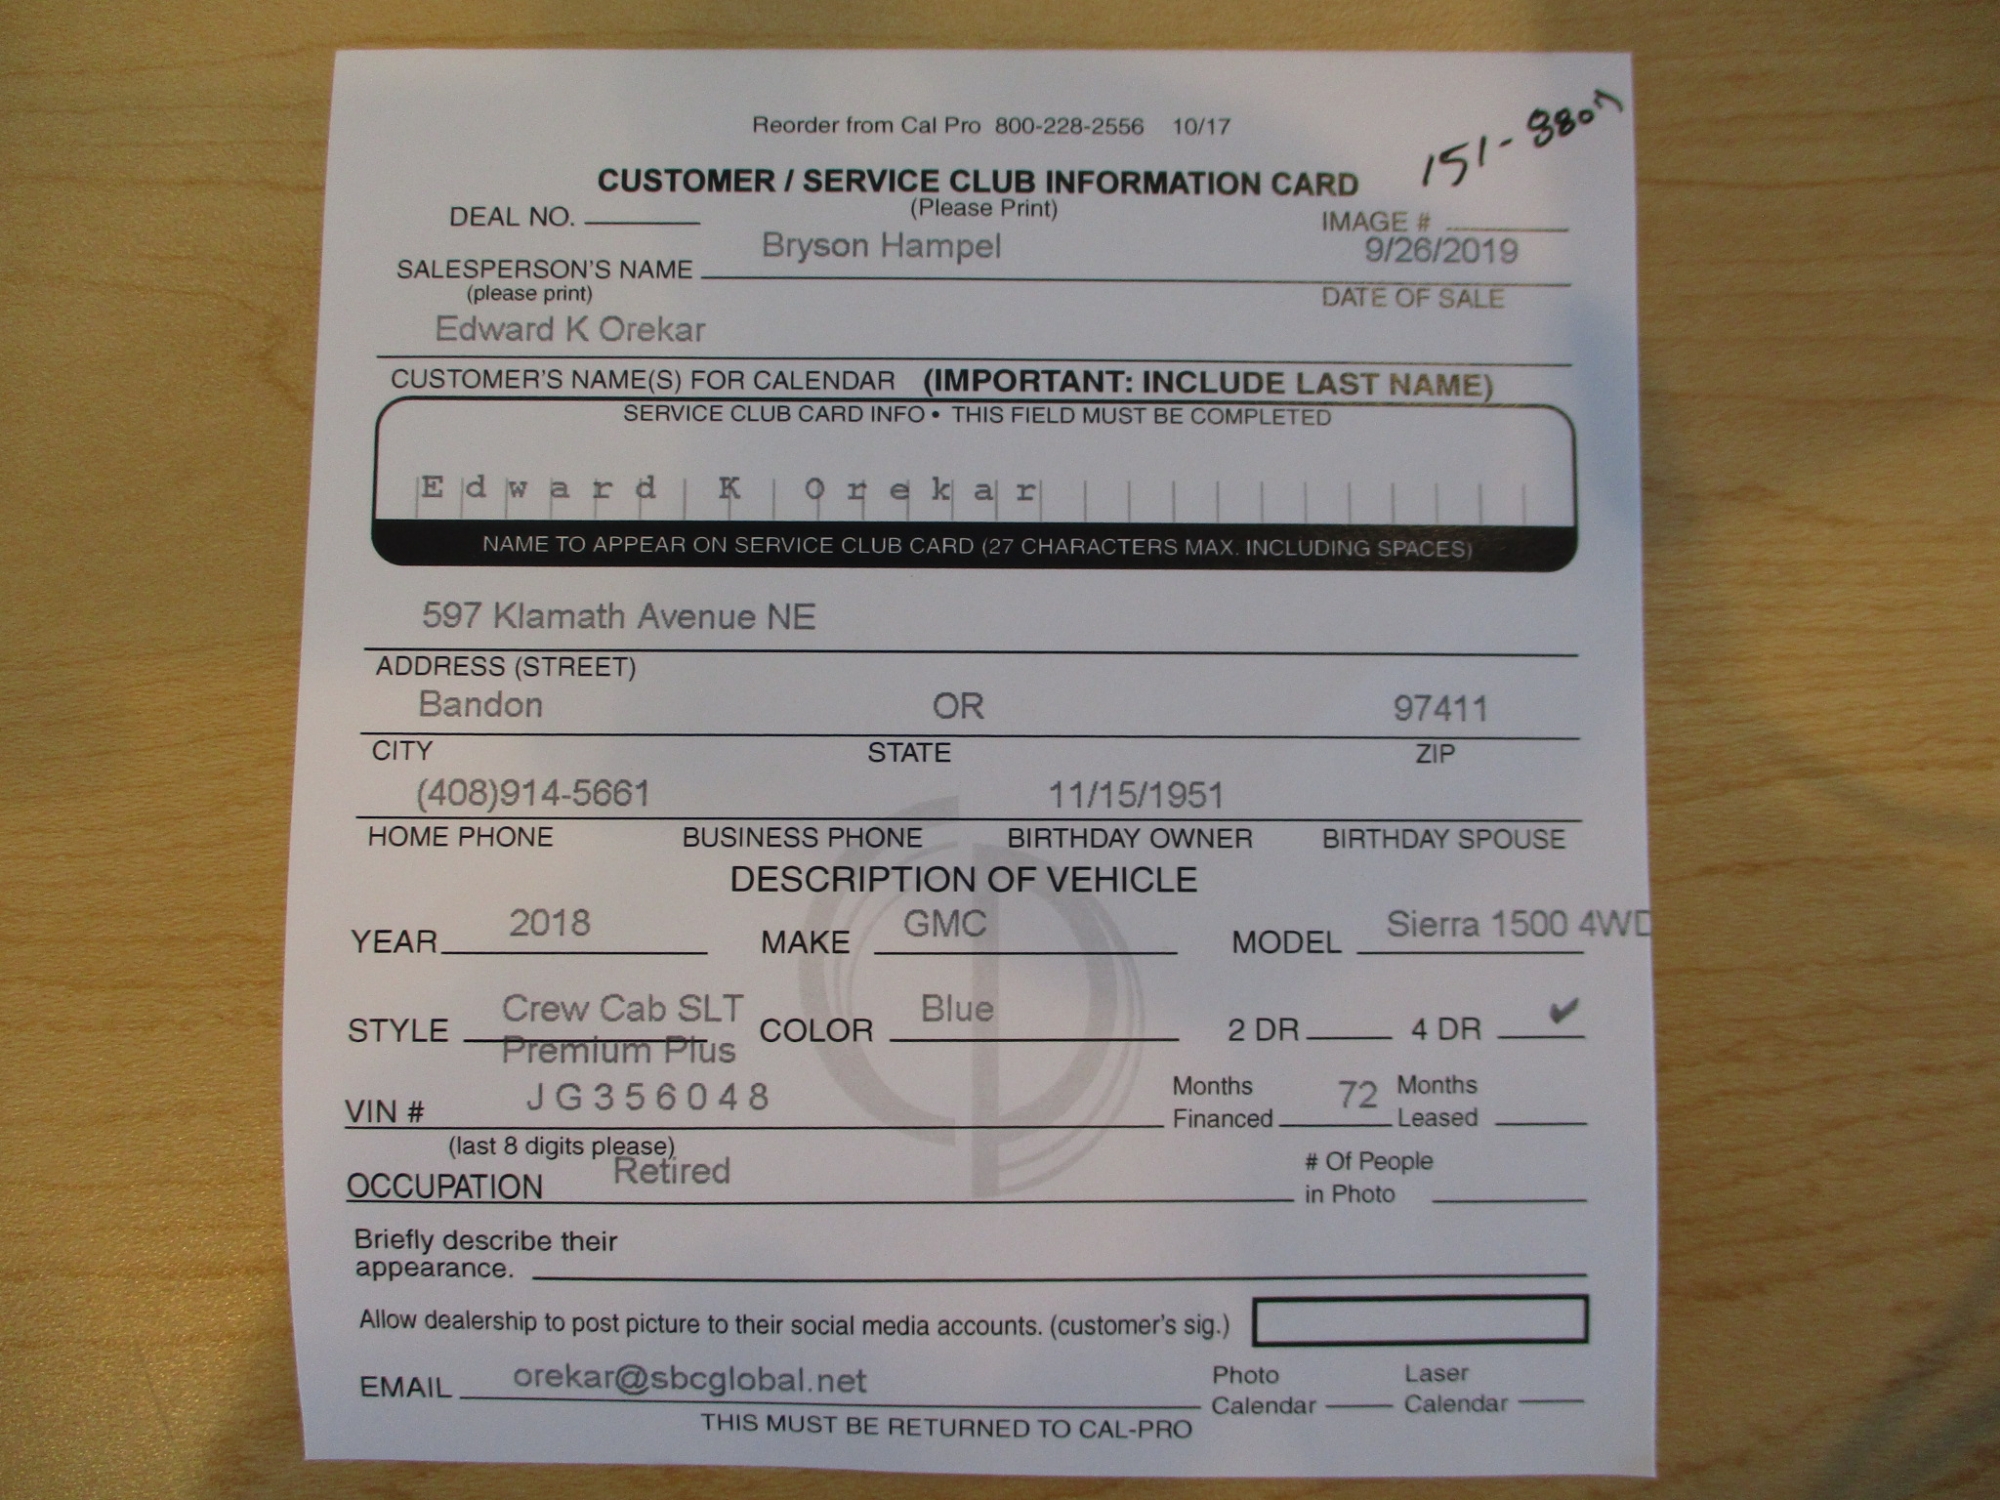 Reorder from Cal Pro 800-228-2556 10/17
151-8807
CUSTOMER / SERVICE CLUB INFORMATION CARD
(Please Print)
DEAL NO.
IMAGE #
Bryson Hampel
9/26/2019
SALESPERSON'S NAME
(please print)
DATE OF SALE
Edward K Orekar
CUSTOMER'S NAME(S) FOR CALENDAR (IMPORTANT: INCLUDE LAST NAME)
SERVICE CLUB CARD INFO • THIS FIELD MUST BE COMPLETED
Edward K Orekar
NAME TO APPEAR ON SERVICE CLUB CARD (27 CHARACTERS MAX. INCLUDING SPACES)
597 Klamath Avenue NE
ADDRESS (STREET)
Bandon OR 97411
CITY STATE ZIP
(408)914-5661 11/15/1951
HOME PHONE BUSINESS PHONE BIRTHDAY OWNER BIRTHDAY SPOUSE
DESCRIPTION OF VEHICLE
YEAR 2018 MAKE GMC MODEL Sierra 1500 4WD
STYLE Crew Cab SLT Premium Plus COLOR Blue 2 DR 4 DR ✔
VIN # JG356048 Months Financed 72 Months Leased
(last 8 digits please)
OCCUPATION Retired # Of People in Photo
Briefly describe their
appearance.
Allow dealership to post picture to their social media accounts. (customer's sig.)
EMAIL orekar@sbcglobal.net Photo Calendar Laser Calendar
THIS MUST BE RETURNED TO CAL-PRO